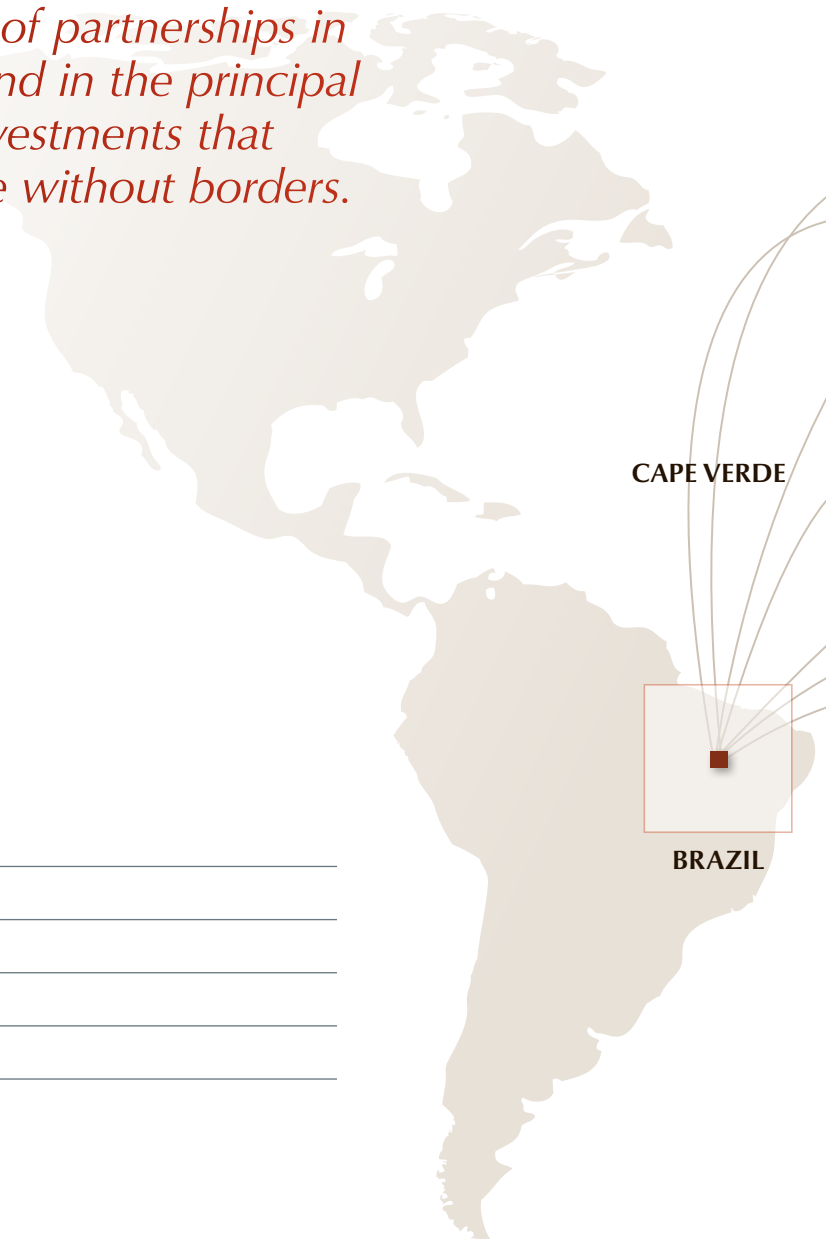 of partnerships in
nd in the principal
vestments that
e without borders.
CAPE VERDE
BRAZIL